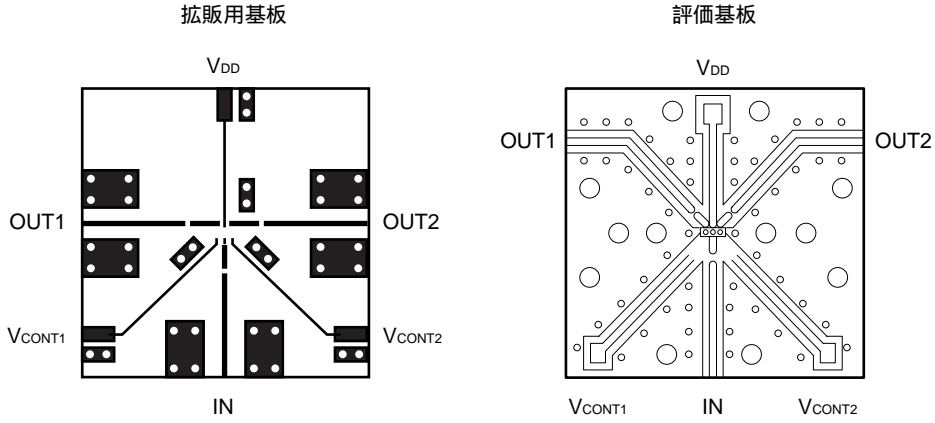 拡販用基板
評価基板
VDD
VDD
OUT1
OUT2
OUT1
OUT2
VCONT1
VCONT2
IN
VCONT1
IN
VCONT2